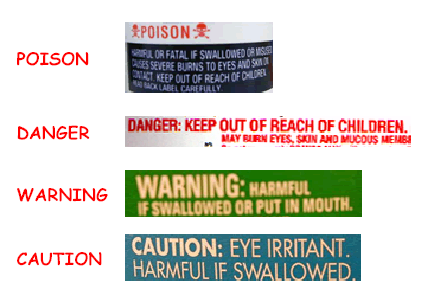 POISON
POISON
HARMFUL OR FATAL IF SWALLOWED OR MISUSED
CAUSES SEVERE BURNS TO EYES AND SKIN ON
CONTACT. KEEP OUT OF REACH OF CHILDREN.
READ BACK LABEL CAREFULLY
DANGER
DANGER: KEEP OUT OF REACH OF CHILDREN.
MAY BURN EYES, SKIN AND MUCOUS MEMB
WARNING
WARNING: HARMFUL
IF SWALLOWED OR PUT IN MOUTH.
CAUTION
CAUTION: EYE IRRITANT.
HARMFUL IF SWALLOWED.